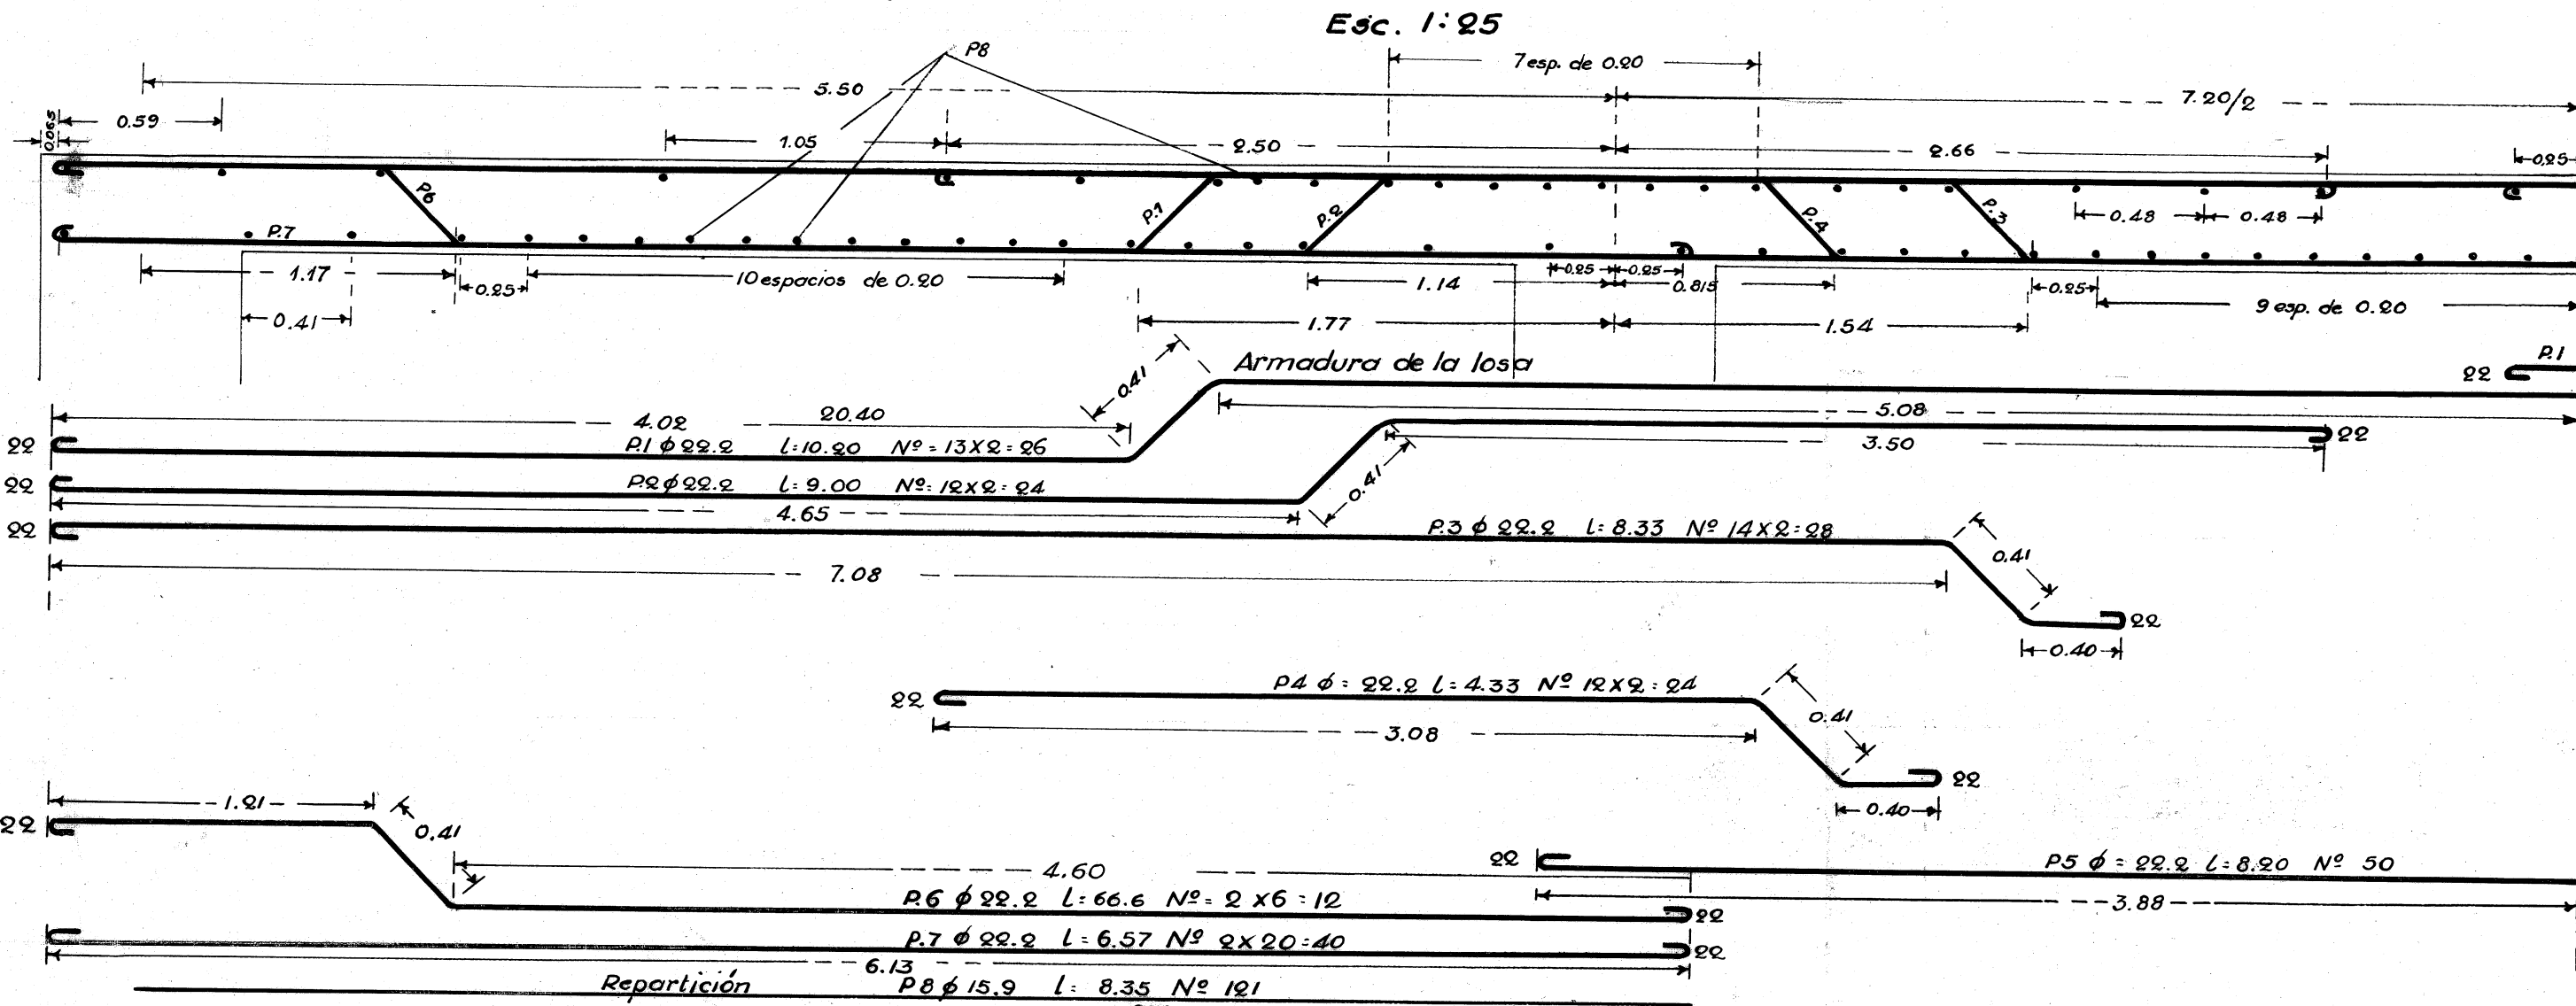 Esc. 1:25
P8
7 esp. de 0.20
5.50
7.20/2
0.065
0.59
1.05
2.50
2.66
0.25
P6
P.1
P.2
P.4
P.3
0.48
0.48
P.7
1.17
0.25
10 espacios de 0.20
1.14
0.25
0.25
0.815
0.25
9 esp. de 0.20
0.41
1.77
1.54
Armadura de la losa
P.1
22
0.41
5.08
4.02
20.40
22
P.1 ϕ 22.2 l: 10.20 Nº = 13X2=26
3.50
22
22
P.2 ϕ 22.2 l: 9.00 Nº: 12X2=24
0.41
4.65
22
P.3 ϕ 22.2 l: 8.33 Nº 14X2=28
0.41
7.08
22
0.40
P4 ϕ = 22.2 l: 4.33 Nº 12X2=24
22
0.41
3.08
22
0.40
1.21
22
0.41
4.60
22
P5 ϕ = 22.2 l: 8.20 Nº 50
3.88
P.6 ϕ 22.2 l: 66.6 Nº = 2 X6 = 12
22
P.7 ϕ 22.2 l = 6.57 Nº 2X20=40
22
6.13
Repartición P8 ϕ 15.9 l: 8.35 Nº 121